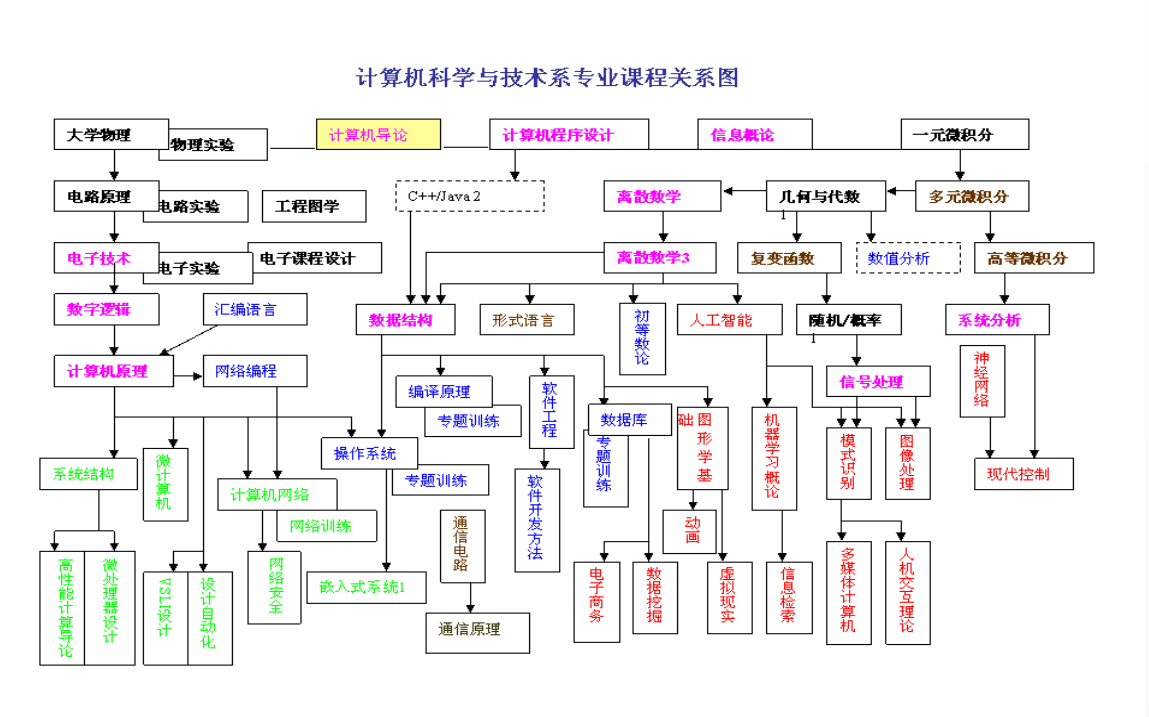 计算机科学与技术系专业课程关系图
大学物理
物理实验
计算机导论
计算机程序设计
信息概论
一元微积分
电路原理
电路实验
工程图学
C++/Java 2
离散数学
几何与代数
1
多元微积分
电子技术
电子实验
电子课程设计
离散数学3
复变函数
数值分析
高等微积分
数字逻辑
汇编语言
数据结构
形式语言
初等数论
人工智能
随机/概率
1
系统分析
计算机原理
网络编程
编译原理
专题训练
软件工程
数据库
专题训练
图形学基础
机器学习概论
信号处理
神经网络
模式识别
图像处理
现代控制
系统结构
微计算机
计算机网络
网络训练
操作系统
专题训练
软件开发方法
通信电路
动画
高性能计算导论
微处理器设计
VSLI设计
设计自动化
网络安全
嵌入式系统1
通信原理
电子商务
数据挖掘
虚拟现实
信息检索
多媒体计算机
人机交互理论